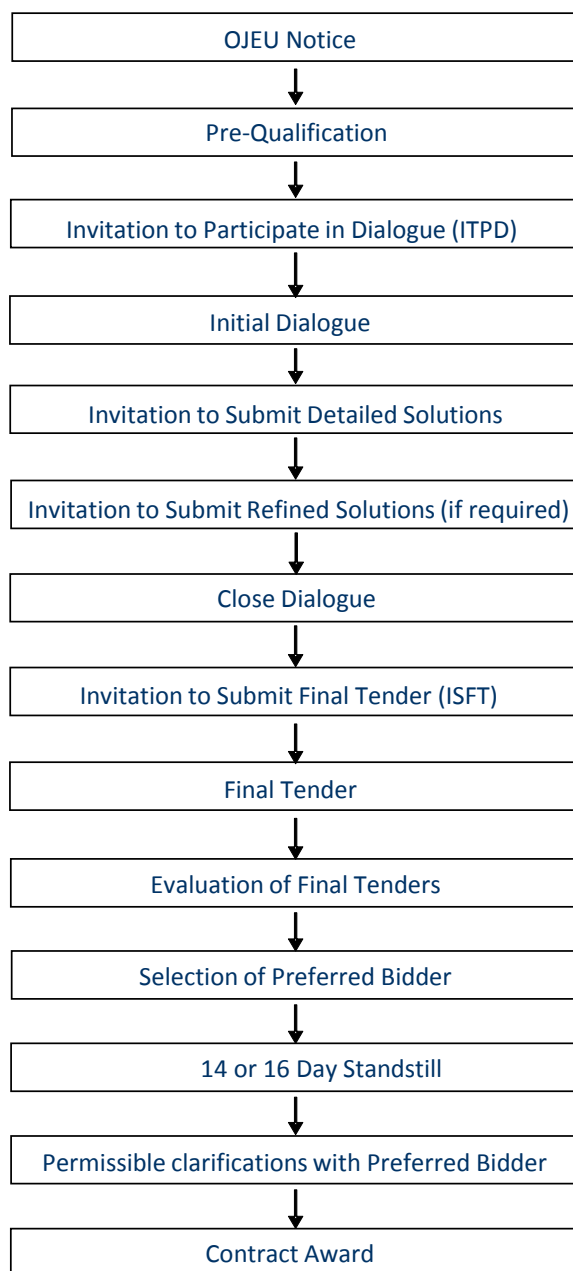 OJEU Notice
Pre-Qualification
Invitation to Participate in Dialogue (ITPD)
Initial Dialogue
Invitation to Submit Detailed Solutions
Invitation to Submit Refined Solutions (if required)
Close Dialogue
Invitation to Submit Final Tender (ISFT)
Final Tender
Evaluation of Final Tenders
Selection of Preferred Bidder
14 or 16 Day Standstill
Permissible clarifications with Preferred Bidder
Contract Award